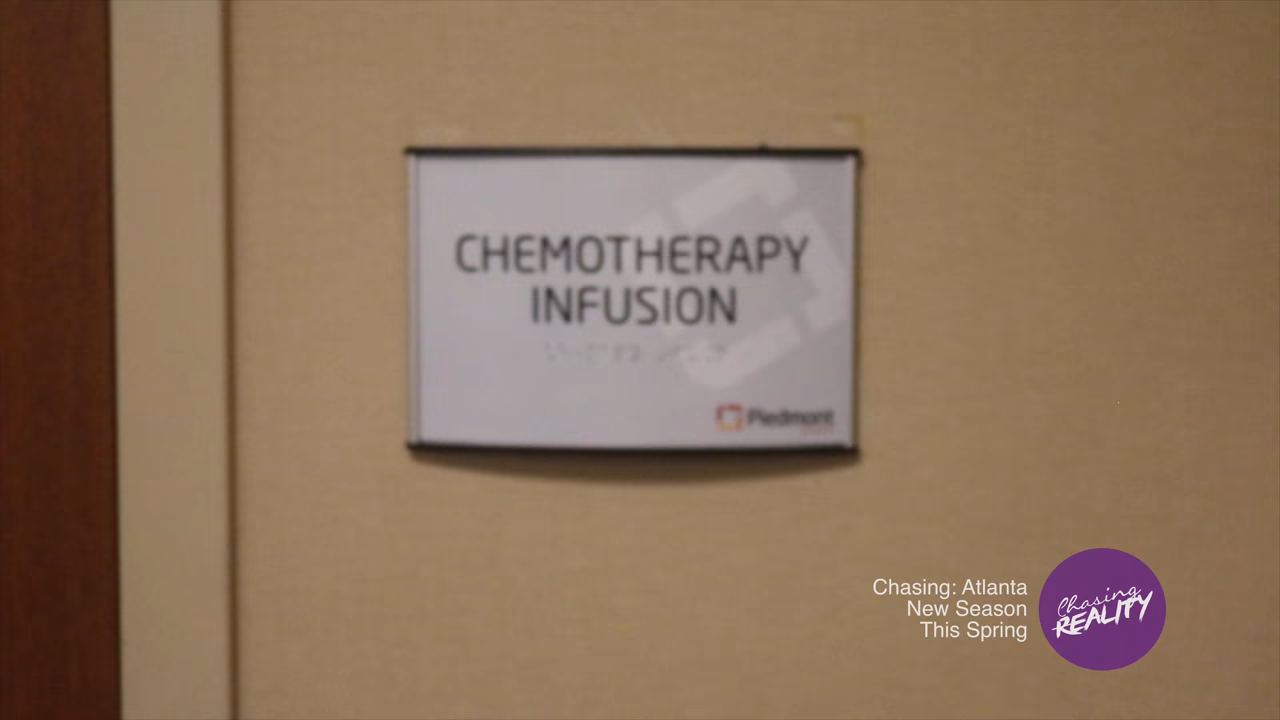 CHEMOTHERAPY
INFUSION
Piedmont
Chasing: Atlanta
New Season
This Spring
Chasing
REALITY